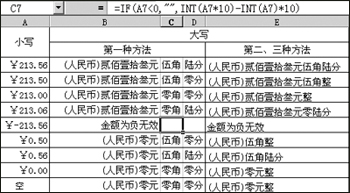 C7 = =IF(A7<0,"",INT(A7*10)-INT(A7)*10)
A B C D E
小写 大写
第一种方法 第二、三种方法
￥213.56 (人民币)贰佰壹拾叁元 伍角 陆分 (人民币)贰佰壹拾叁元伍角陆分
￥213.50 (人民币)贰佰壹拾叁元 伍角 零分 (人民币)贰佰壹拾叁元伍角整
￥213.00 (人民币)贰佰壹拾叁元 零角 零分 (人民币)贰佰壹拾叁元整
￥213.06 (人民币)贰佰壹拾叁元 零角 陆分 (人民币)贰佰壹拾叁元零陆分
￥-213.56 金额为负无效 金额为负无效
￥0.50 (人民币)零元 伍角 零分 (人民币)伍角整
￥0.56 (人民币)零元 伍角 陆分 (人民币)伍角陆分
￥0.00 (人民币)零元 零角 零分 (人民币)零元整
空 (人民币)零元 零角 零分 (人民币)零元整